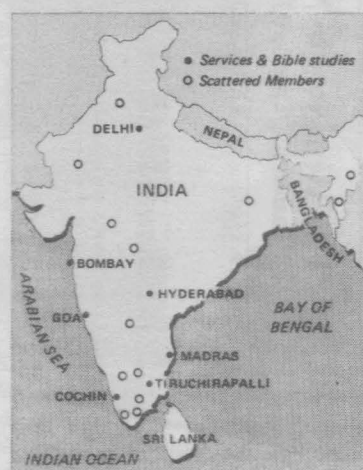 ● Services & Bible studies
○ Scattered Members
DELHI
NEPAL
INDIA
BANGLADESH
BOMBAY
HYDERABAD
ARABIAN SEA
GOA
BAY OF
BENGAL
MADRAS
COCHIN
TIRUCHIRAPALLI
SRI LANKA
INDIAN OCEAN